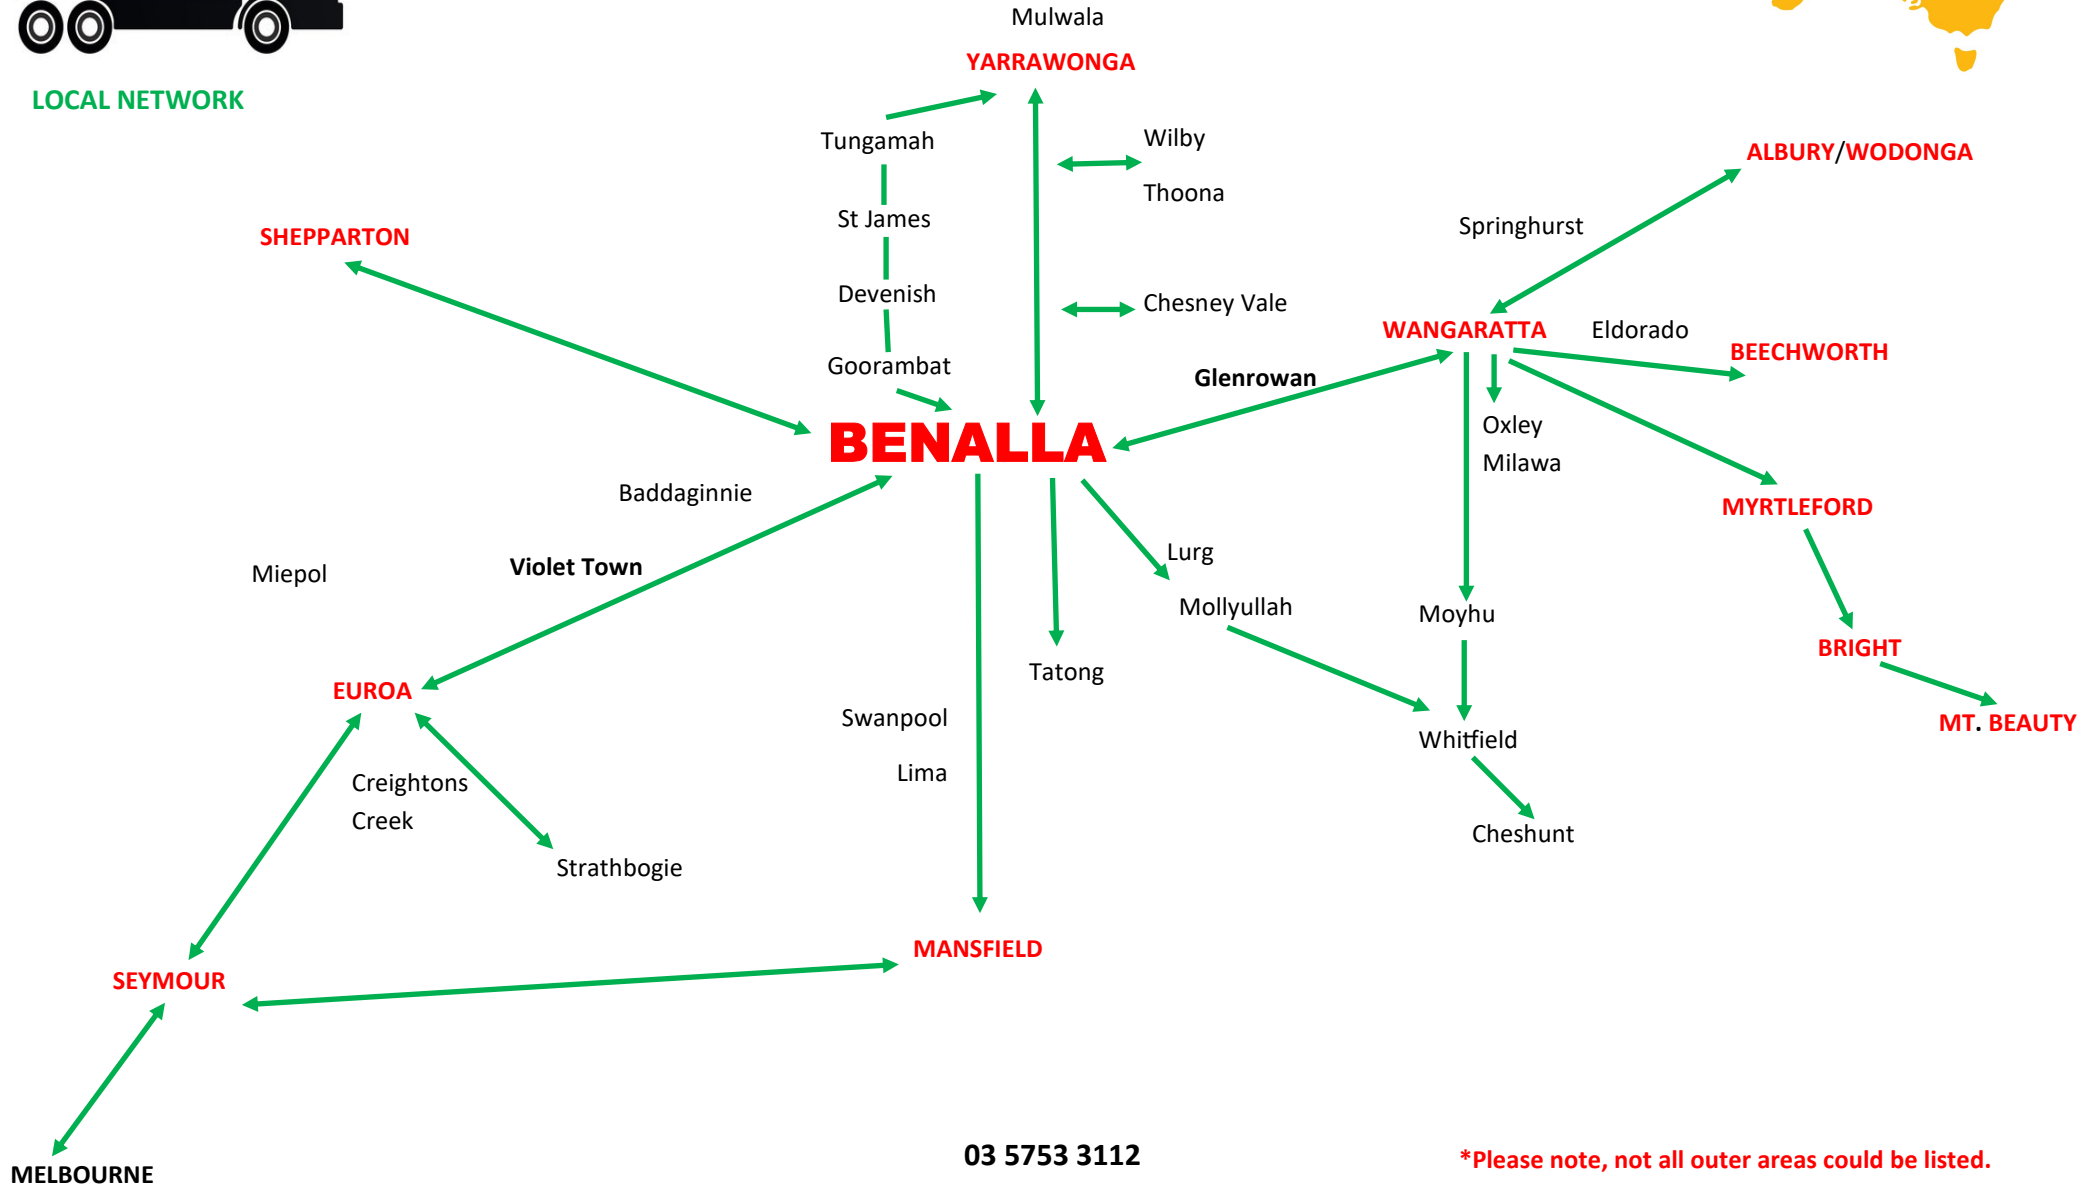 Mulwala
YARRAWONGA
LOCAL NETWORK
Tungamah
Wilby
ALBURY/WODONGA
Thoona
St James
Springhurst
SHEPPARTON
Devenish
Chesney Vale
WANGARATTA
Eldorado
BEECHWORTH
Goorambat
Glenrowan
Oxley
Milawa
BENALLA
Baddaginnie
MYRTLEFORD
Lurg
Violet Town
Miepol
Mollyullah
Moyhu
BRIGHT
Tatong
EUROA
Swanpool
MT. BEAUTY
Whitfield
Lima
Creightons
Creek
Cheshunt
Strathbogie
MANSFIELD
SEYMOUR
03 5753 3112
*Please note, not all outer areas could be listed.
MELBOURNE